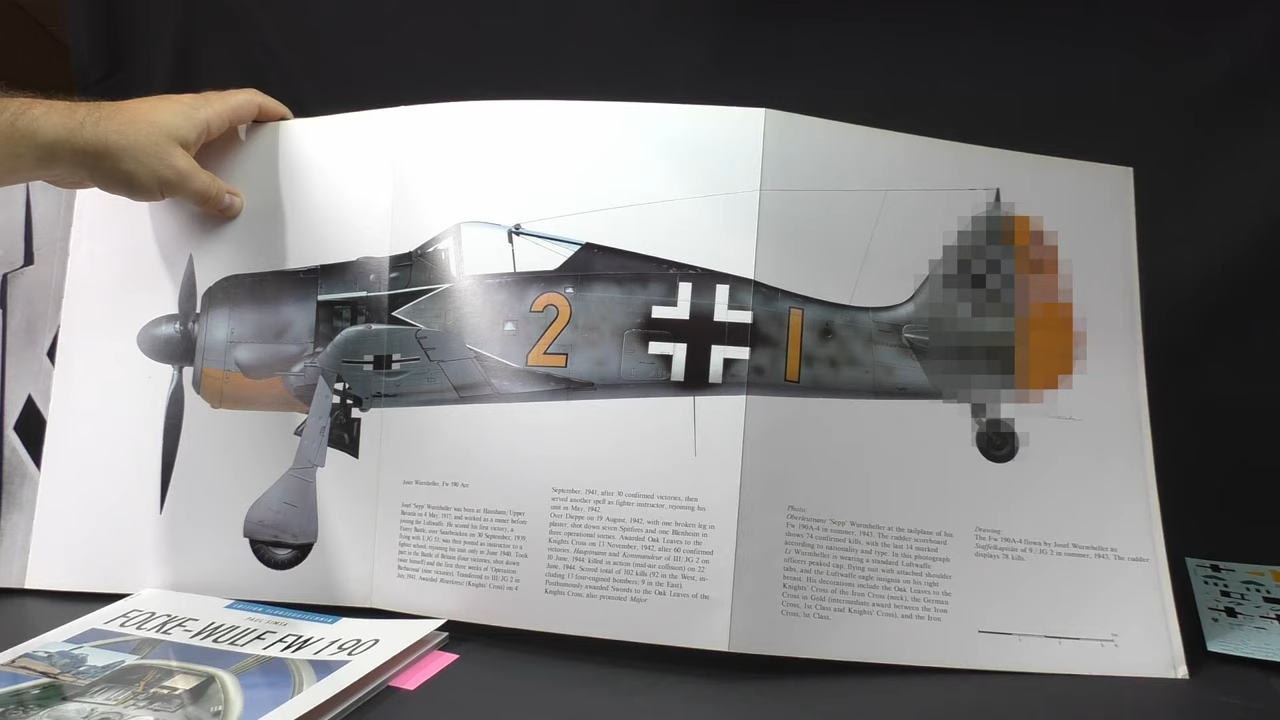 2
Josef Wurmheller, Fw 190 Ace
Josef 'Sepp' Wurmheller was born at Hausham/Upper
Bavaria on 4 May, 1917, and worked as a miner before
joining the Luftwaffe. He scored his first victory, a
Fairey Battle, over Saarbrücken on 30 September, 1939,
flying with I/JG 53, was then posted as instructor to a
fighter school, rejoining his unit only in June 1940. Took
part in the Battle of Britain (four victories, shot down
himself) and the first three weeks of 'Operation
Barbarossa' (nine victories). Transferred to III/JG 2 in
July, 1941. Awarded Ritterkreuz (Knights' Cross) on 4
September, 1941, after 30 confirmed victories, then
served another spell as fighter instructor, rejoining his
unit in May, 1942.
Over Dieppe on 19 August, 1942, with one broken leg in
plaster, shot down seven Spitfires and one Blenheim in
three operational sorties. Awarded Oak Leaves to the
Knights Cross on 13 November, 1942, after 60 confirmed
victories. Hauptmann and Kommandeur of III/JG 2 on
June, 1944; killed in action (mid-air collision) on 22
June, 1944. Scored total of 102 kills (92 in the West, in-
cluding 13 four-engined bombers; 9 in the East).
Posthumously awarded Swords to the Oak Leaves of the
Knights Cross, also promoted Major
Photo:
Oberleutnant 'Sepp' Wurmheller at the tailplane of his
Fw 190A-4 in summer, 1943. The rudder scoreboard
shows 74 confirmed kills, with the last 14 marked
according to nationality and type. In this photograph
Lt Wurmheller is wearing a standard Luftwaffe
officers peaked cap, flying suit with attached shoulder
tabs, and the Luftwaffe eagle insignia on his right
breast. His decorations include the Oak Leaves to the
Knights' Cross of the Iron Cross (neck), the German
Cross in Gold (intermediate award between the Iron
Cross, 1st Class and Knights' Cross), and the Iron
Cross, 1st Class.
Drawing:
The Fw 190A-4 flown by Josef Wurmheller as
Staffelkapitän of 9./JG 2 in summer, 1943. The rudder
displays 78 kills.
EDITION FLUGZEUGTECHNIK
PAUL SIMSA
FOCKE-WULF FW 190